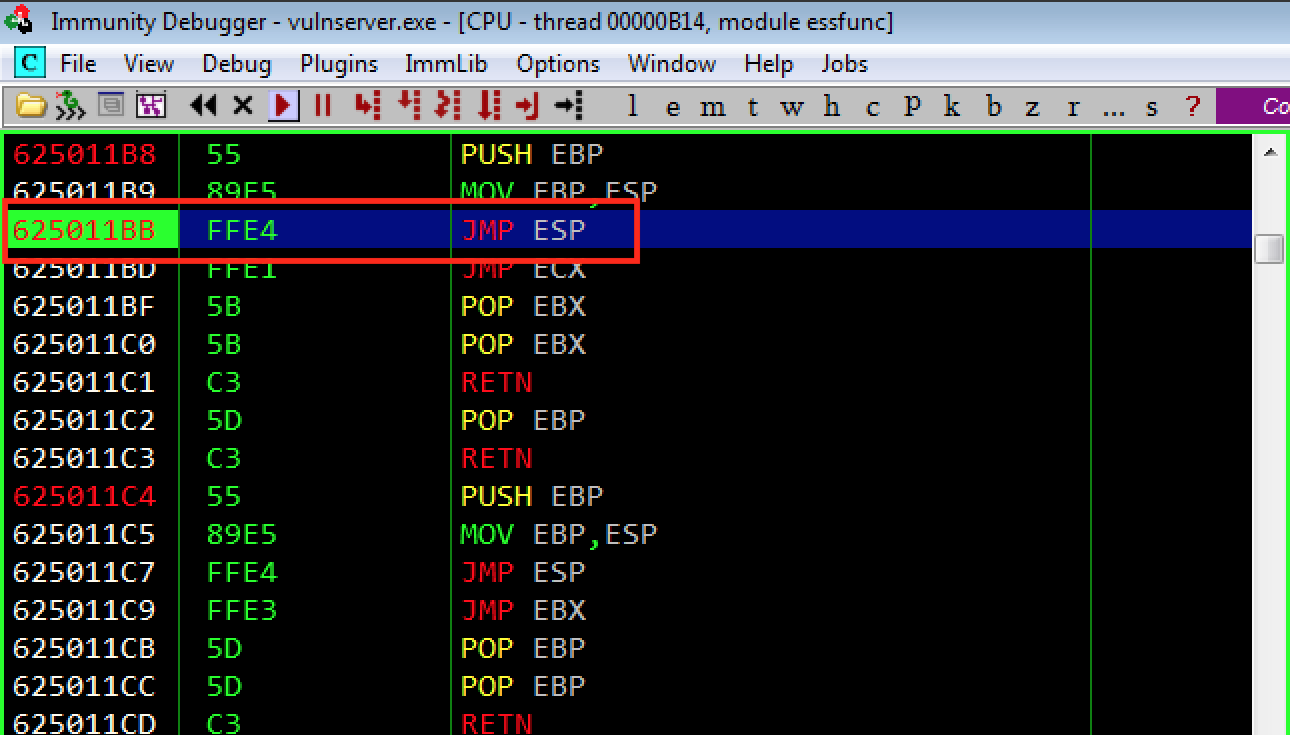 Immunity Debugger - vulnserver.exe - [CPU - thread 00000B14, module essfunc]
C File View Debug Plugins ImmLib Options Window Help Jobs
l e m t w h c P k b z r ... s ? Co
625011B8 55 PUSH EBP
625011B9 89E5 MOV EBP,ESP
625011BB FFE4 JMP ESP
625011BD FFE1 JMP ECX
625011BF 5B POP EBX
625011C0 5B POP EBX
625011C1 C3 RETN
625011C2 5D POP EBP
625011C3 C3 RETN
625011C4 55 PUSH EBP
625011C5 89E5 MOV EBP,ESP
625011C7 FFE4 JMP ESP
625011C9 FFE3 JMP EBX
625011CB 5D POP EBP
625011CC 5D POP EBP
625011CD C3 RETN